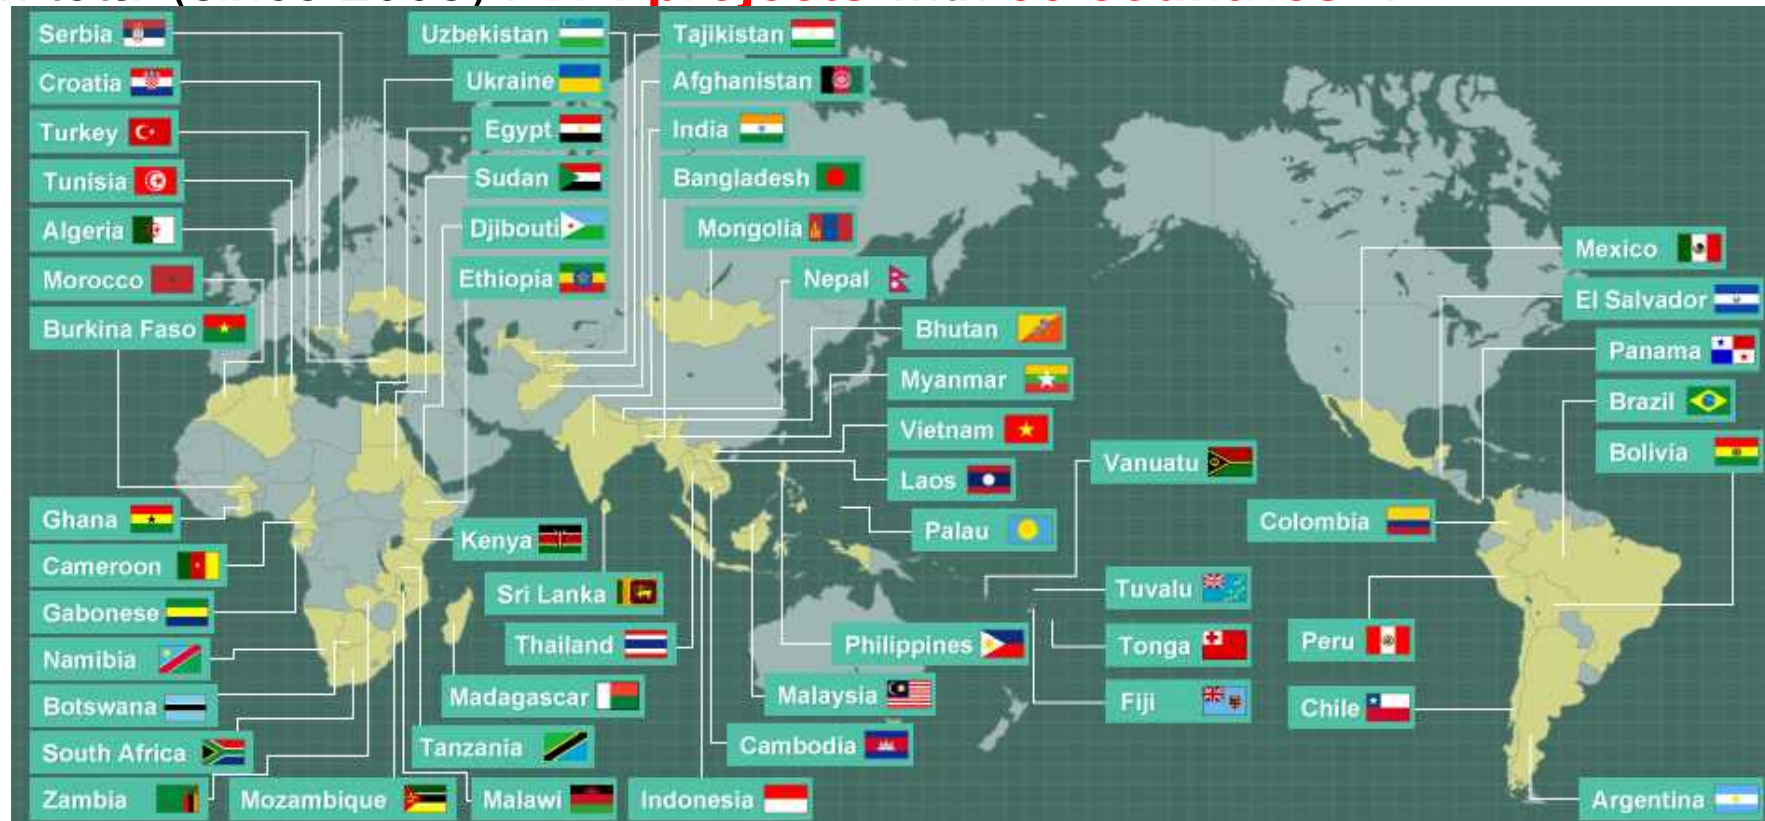 Serbia
Croatia
Turkey
Tunisia
Algeria
Morocco
Burkina Faso
Ghana
Cameroon
Gabonese
Namibia
Botswana
South Africa
Zambia
Uzbekistan
Ukraine
Egypt
Sudan
Djibouti
Ethiopia
Kenya
Sri Lanka
Thailand
Madagascar
Tanzania
Mozambique
Malawi
Indonesia
Tajikistan
Afghanistan
India
Bangladesh
Mongolia
Nepal
Bhutan
Myanmar
Vietnam
Laos
Palau
Philippines
Malaysia
Cambodia
Vanuatu
Tuvalu
Tonga
Fiji
Mexico
El Salvador
Panama
Brazil
Bolivia
Colombia
Peru
Chile
Argentina